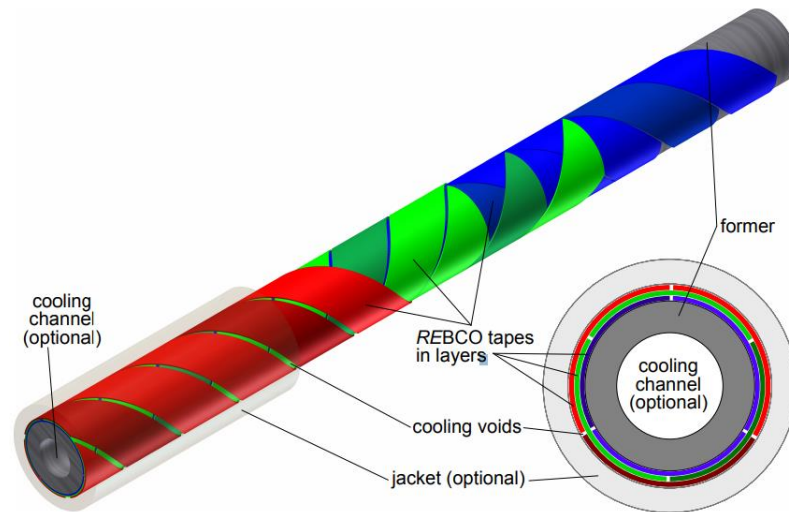 cooling
channel
(optional)
former
REBCO tapes
in layers
cooling
channel
(optional)
cooling voids
jacket (optional)